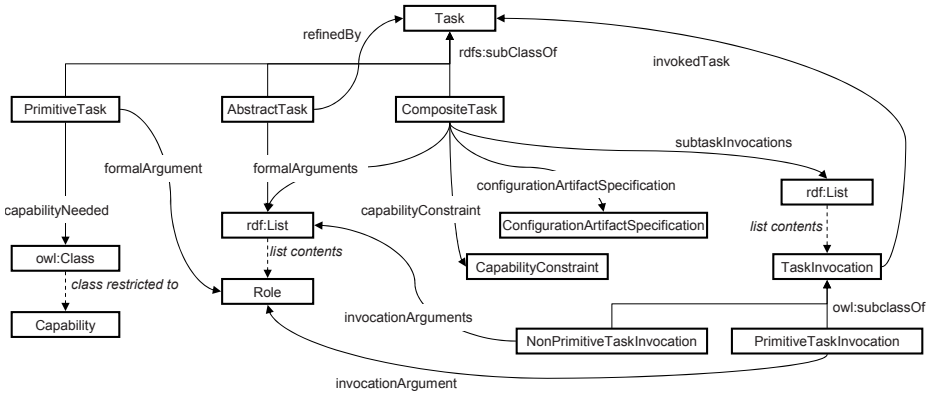 Task
refinedBy
rdfs:subClassOf
invokedTask
PrimitiveTask
AbstractTask
CompositeTask
subtaskInvocations
formalArgument
formalArguments
configurationArtifactSpecification
rdf:List
capabilityNeeded
capabilityConstraint
rdf:List
ConfigurationArtifactSpecification
list contents
list contents
owl:Class
CapabilityConstraint
TaskInvocation
class restricted to
Role
owl:subclassOf
invocationArguments
Capability
NonPrimitiveTaskInvocation
PrimitiveTaskInvocation
invocationArgument